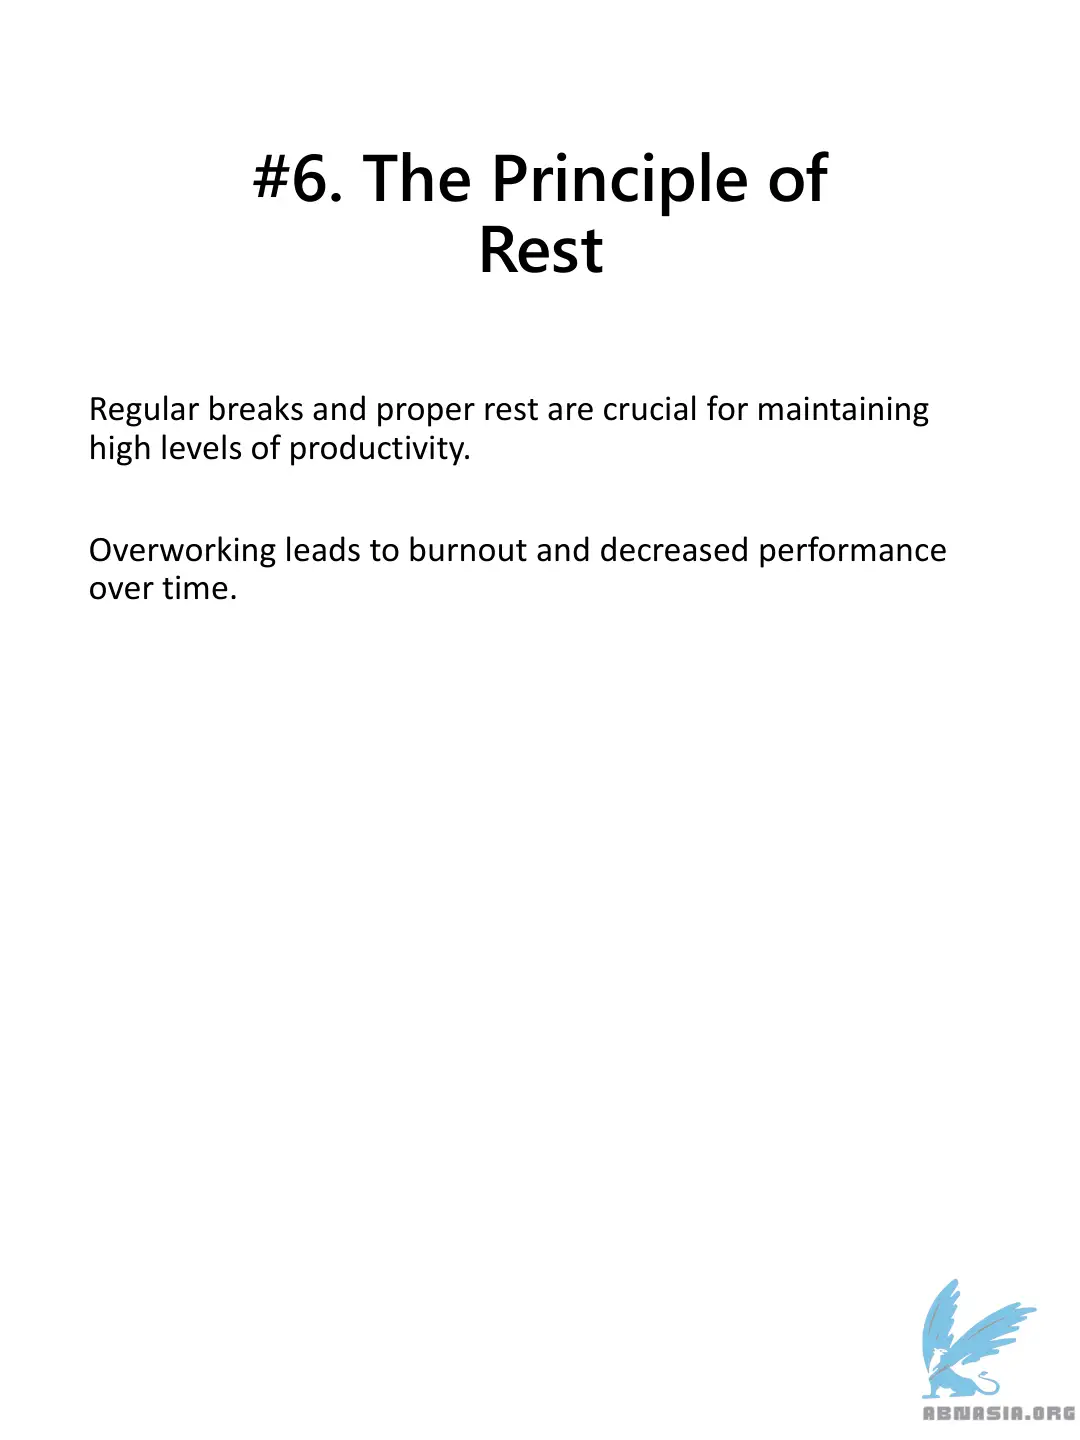 #6. The Principle of
Rest
Regular breaks and proper rest are crucial for maintaining
high levels of productivity.
Overworking leads to burnout and decreased performance
over time.
ABNASIA.ORG